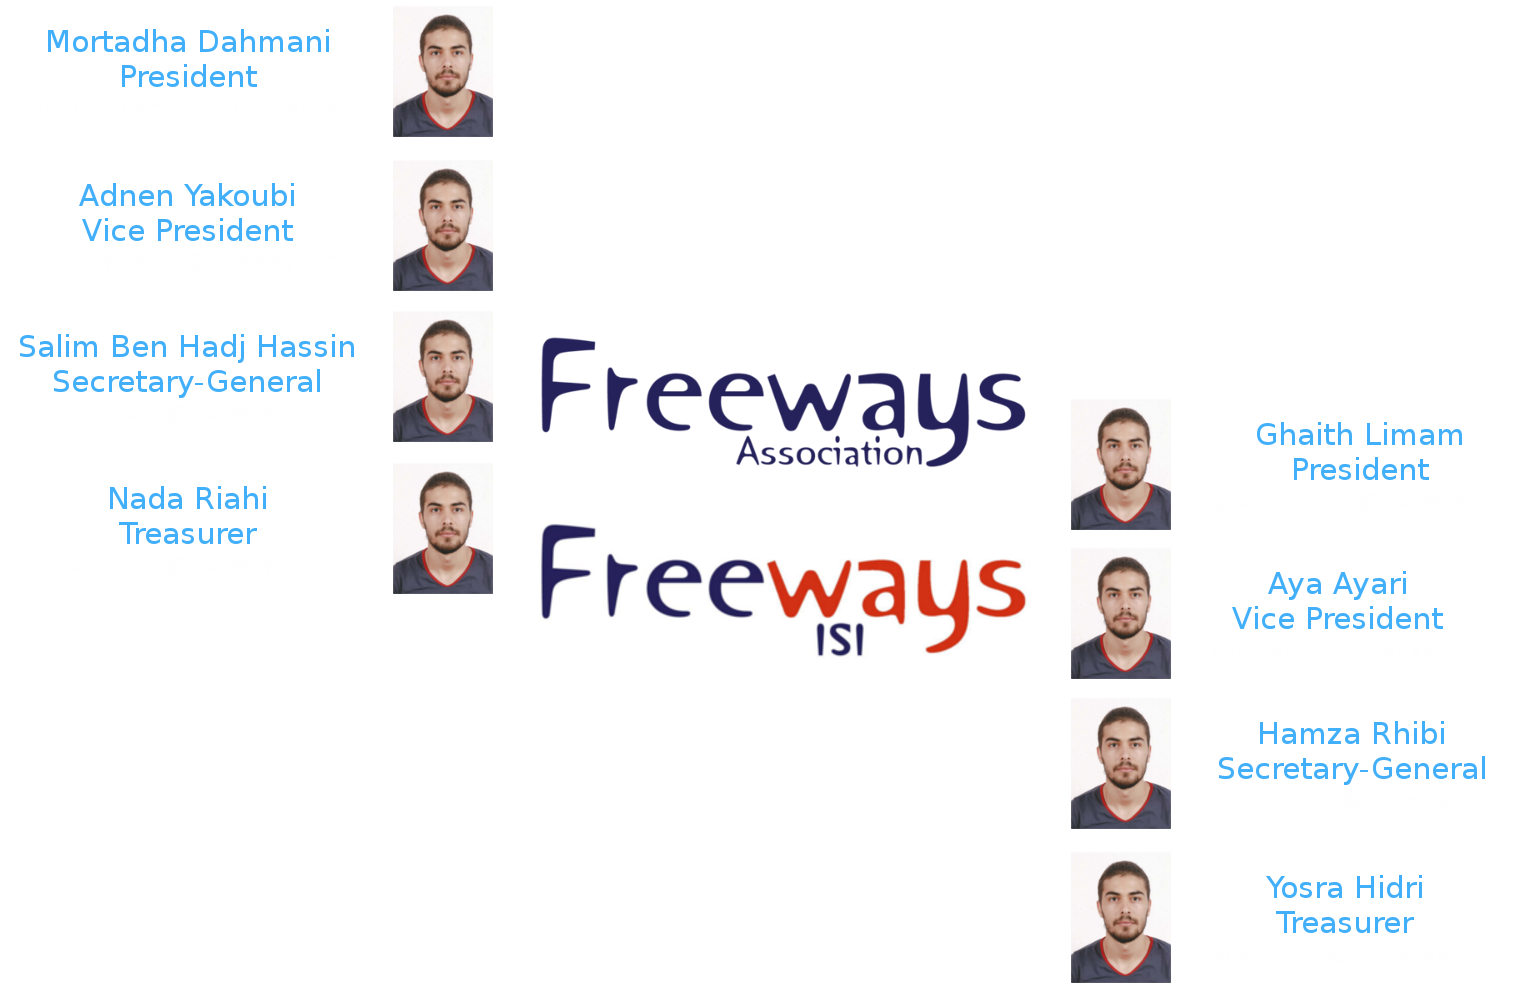 Mortadha Dahmani
President
Adnen Yakoubi
Vice President
Salim Ben Hadj Hassin
Secretary-General
Nada Riahi
Treasurer
Freeways
Association
Freeways
ISI
Ghaith Limam
President
Aya Ayari
Vice President
Hamza Rhibi
Secretary-General
Yosra Hidri
Treasurer